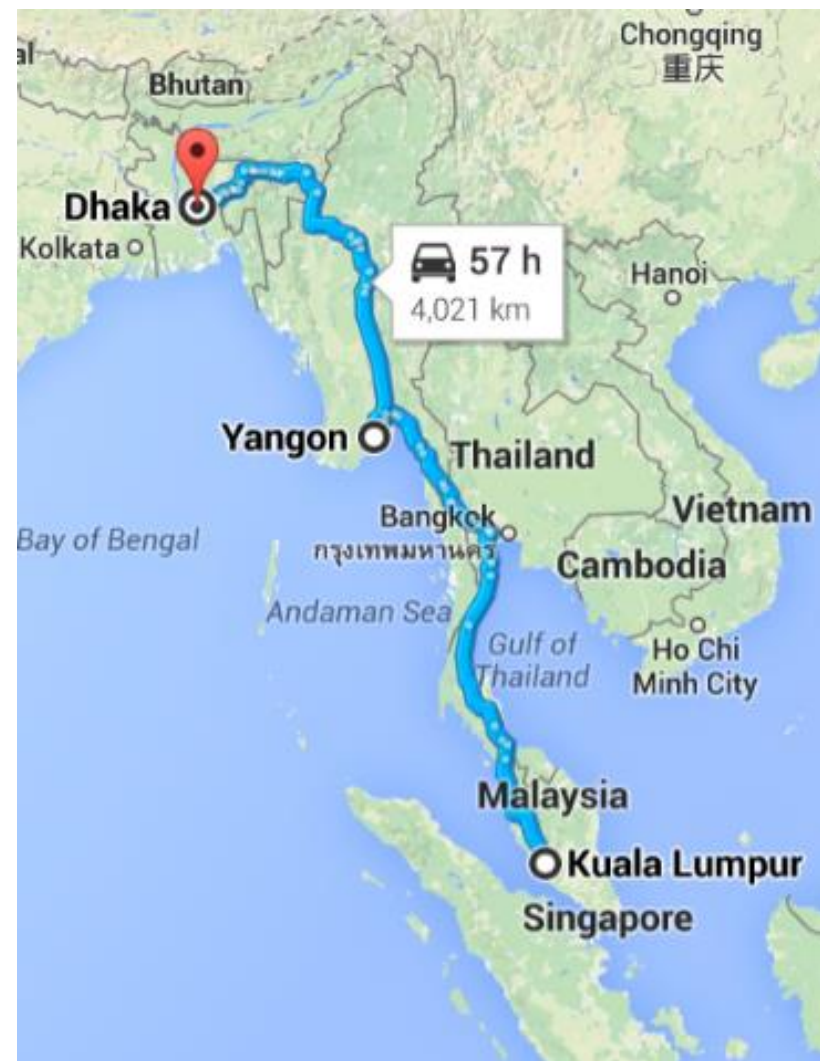 Chongqing
重庆
al
Bhutan
Dhaka
Kolkata
57 h
4,021 km
Hanoi
Yangon
Thailand
Bangkok
กรุงเทพมหานคร
Vietnam
Bay of Bengal
Cambodia
Andaman Sea
Gulf of
Thailand
Ho Chi
Minh City
Malaysia
Kuala Lumpur
Singapore